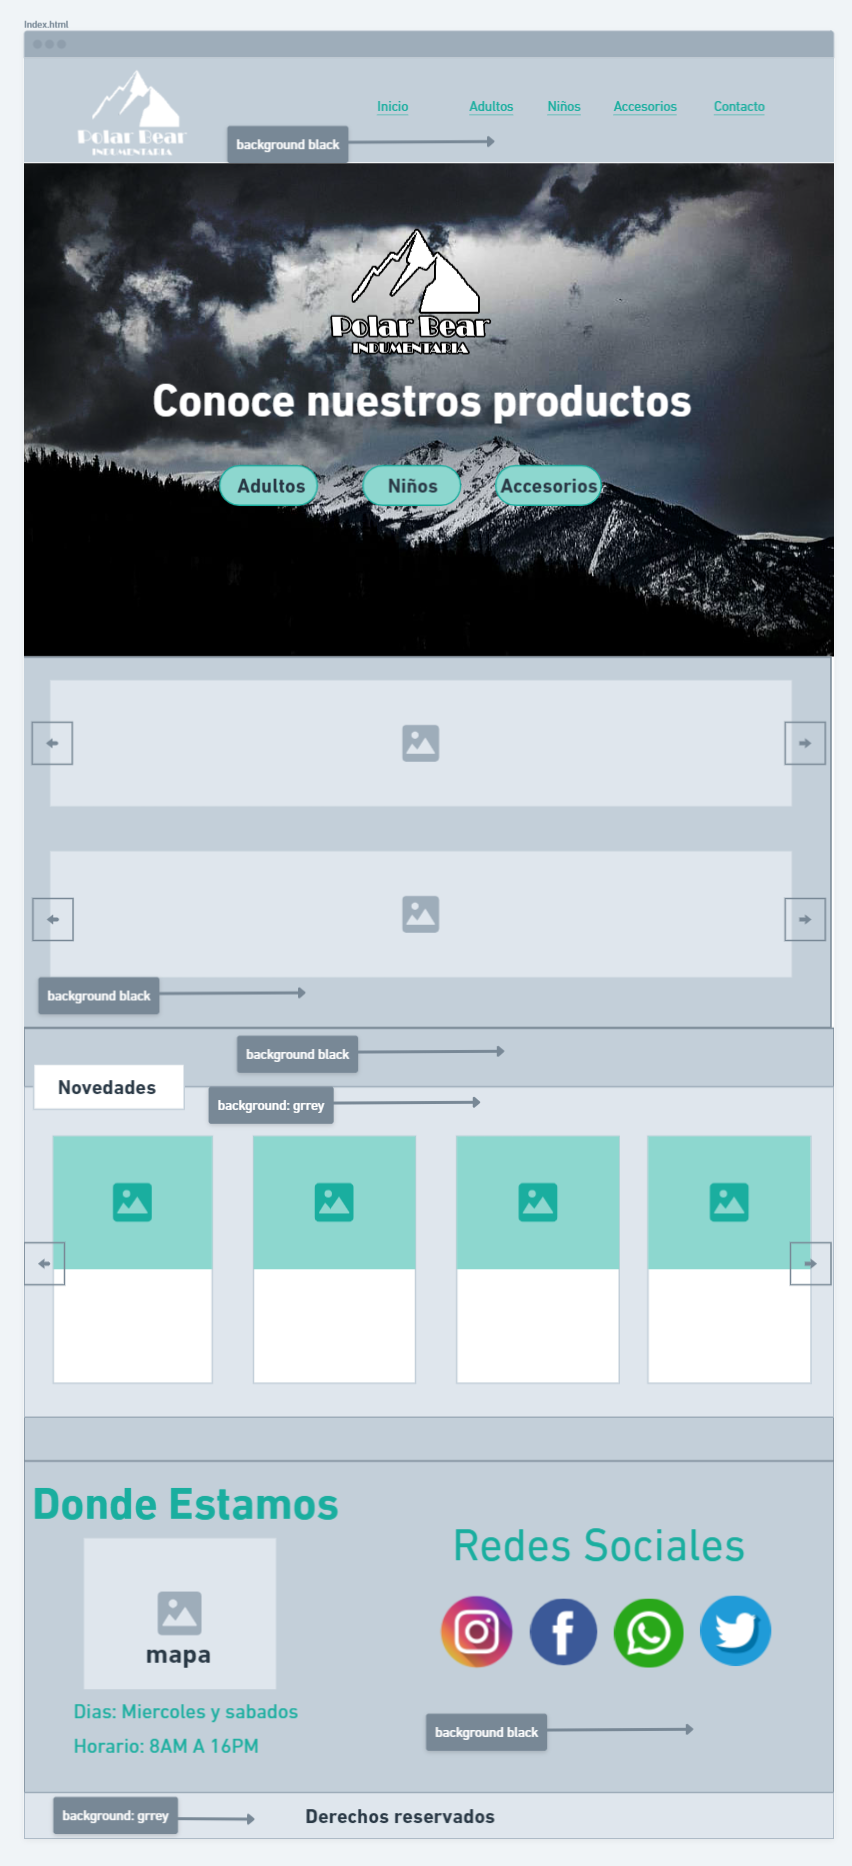 Index.html
Polar Bear
INDUMENTARIA
Inicio
Adultos
Niños
Accesorios
Contacto
background black
Polar Bear
INDUMENTARIA
Conoce nuestros productos
Adultos
Niños
Accesorios
background black
background black
Novedades
background: grrey
Donde Estamos
Redes Sociales
mapa
Dias: Miercoles y sabados
Horario: 8AM A 16PM
background black
background: grrey
Derechos reservados